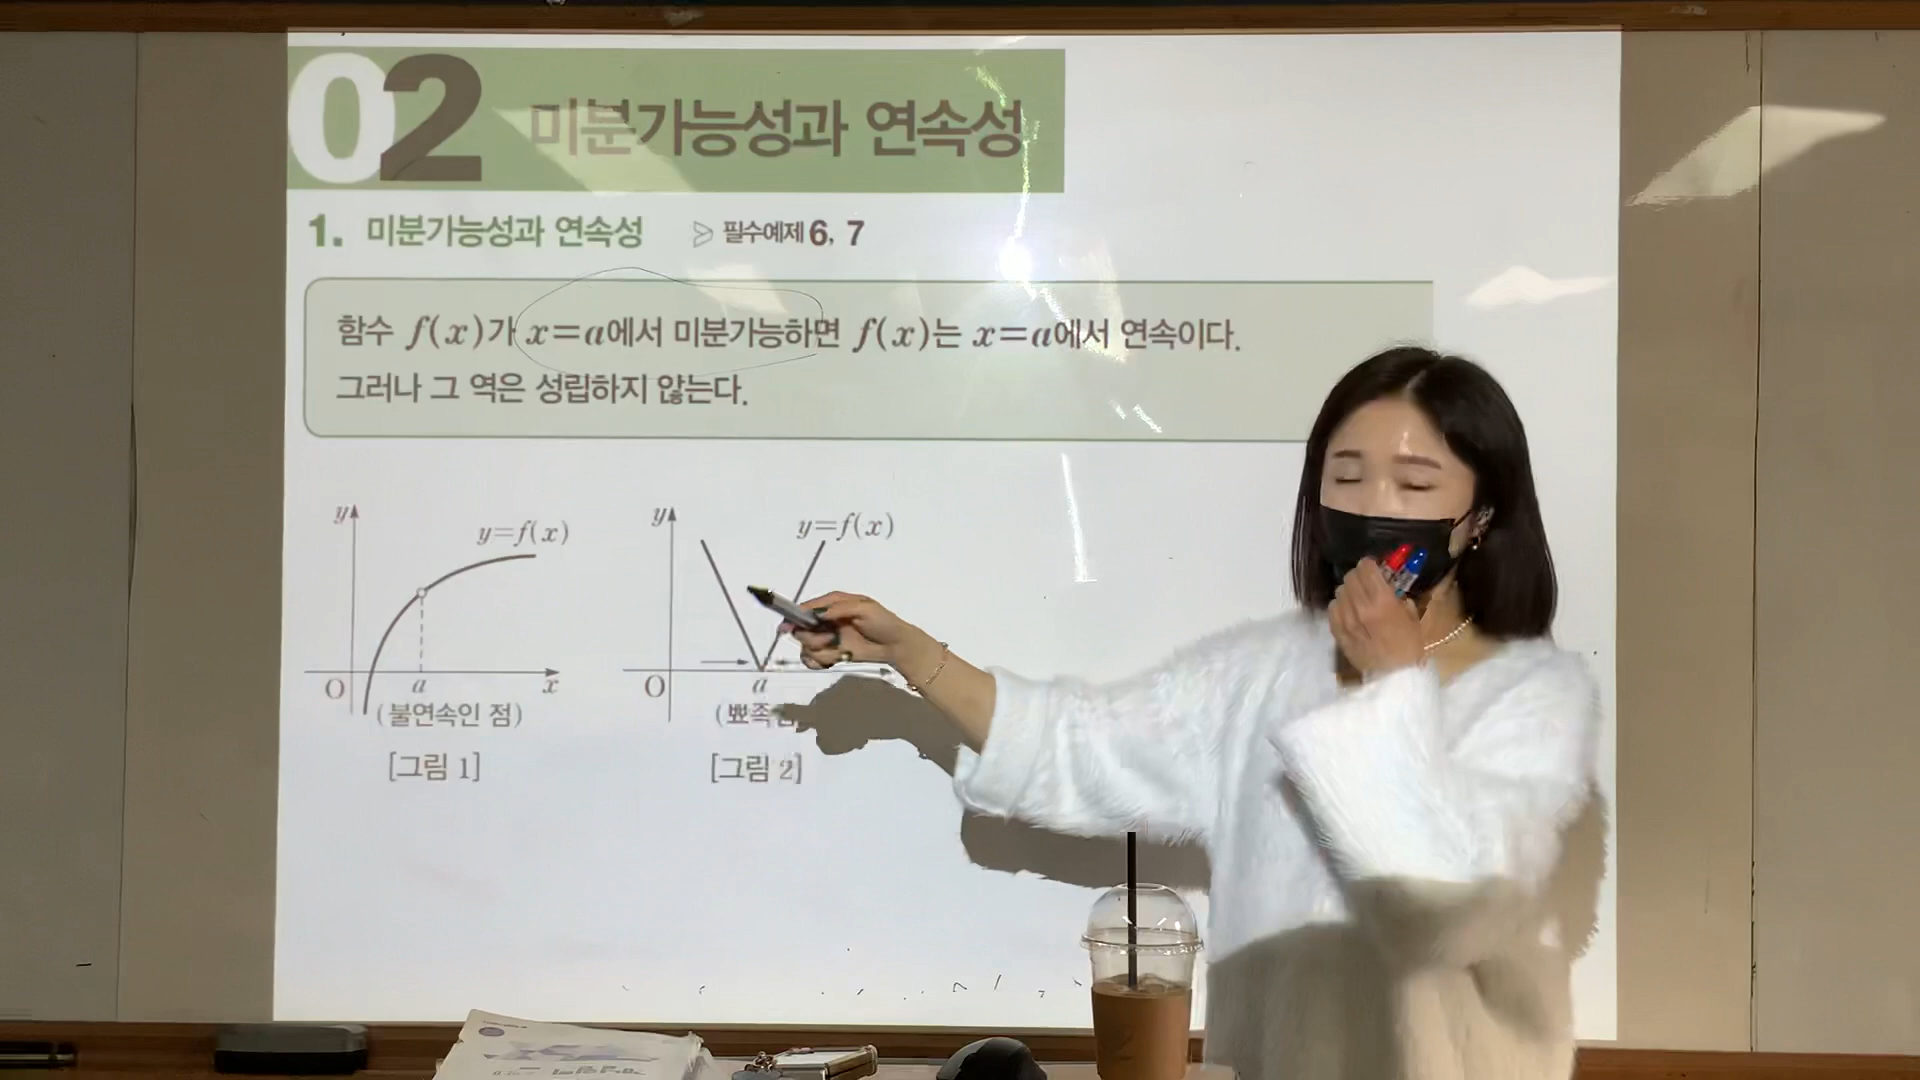 02 미분가능성과 연속성
1. 미분가능성과 연속성 필수예제 6, 7
함수 f(x)가 x=a에서 미분가능하면 f(x)는 x=a에서 연속이다.
그러나 그 역은 성립하지 않는다.
y y=f(x)
O a x
(불연속인 점)
[그림 1]
y y=f(x)
O a
(뾰족
[그림 2]